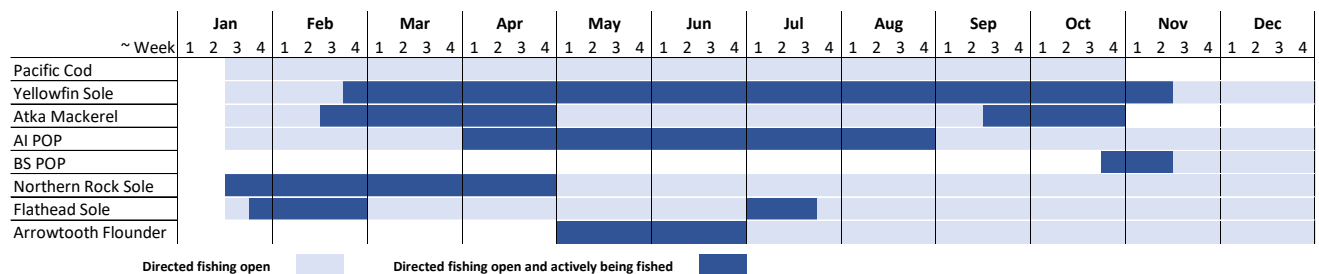 Jan Feb Mar Apr May Jun Jul Aug Sep Oct Nov Dec
~ Week 1 2 3 4 1 2 3 4 1 2 3 4 1 2 3 4 1 2 3 4 1 2 3 4 1 2 3 4 1 2 3 4 1 2 3 4 1 2 3 4 1 2 3 4 1 2 3 4
Pacific Cod
Yellowfin Sole
Atka Mackerel
AI POP
BS POP
Northern Rock Sole
Flathead Sole
Arrowtooth Flounder
Directed fishing open Directed fishing open and actively being fished